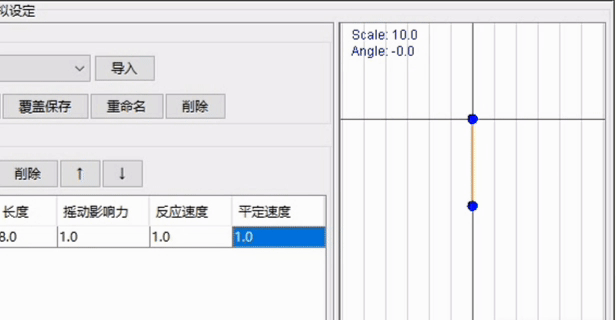 拟设定
导入
覆盖保存 重命名 删除
删除 ↑ ↓
长度 摇动影响力 反应速度 平定速度
8.0 1.0 1.0 1.0
Scale: 10.0
Angle: -0.0